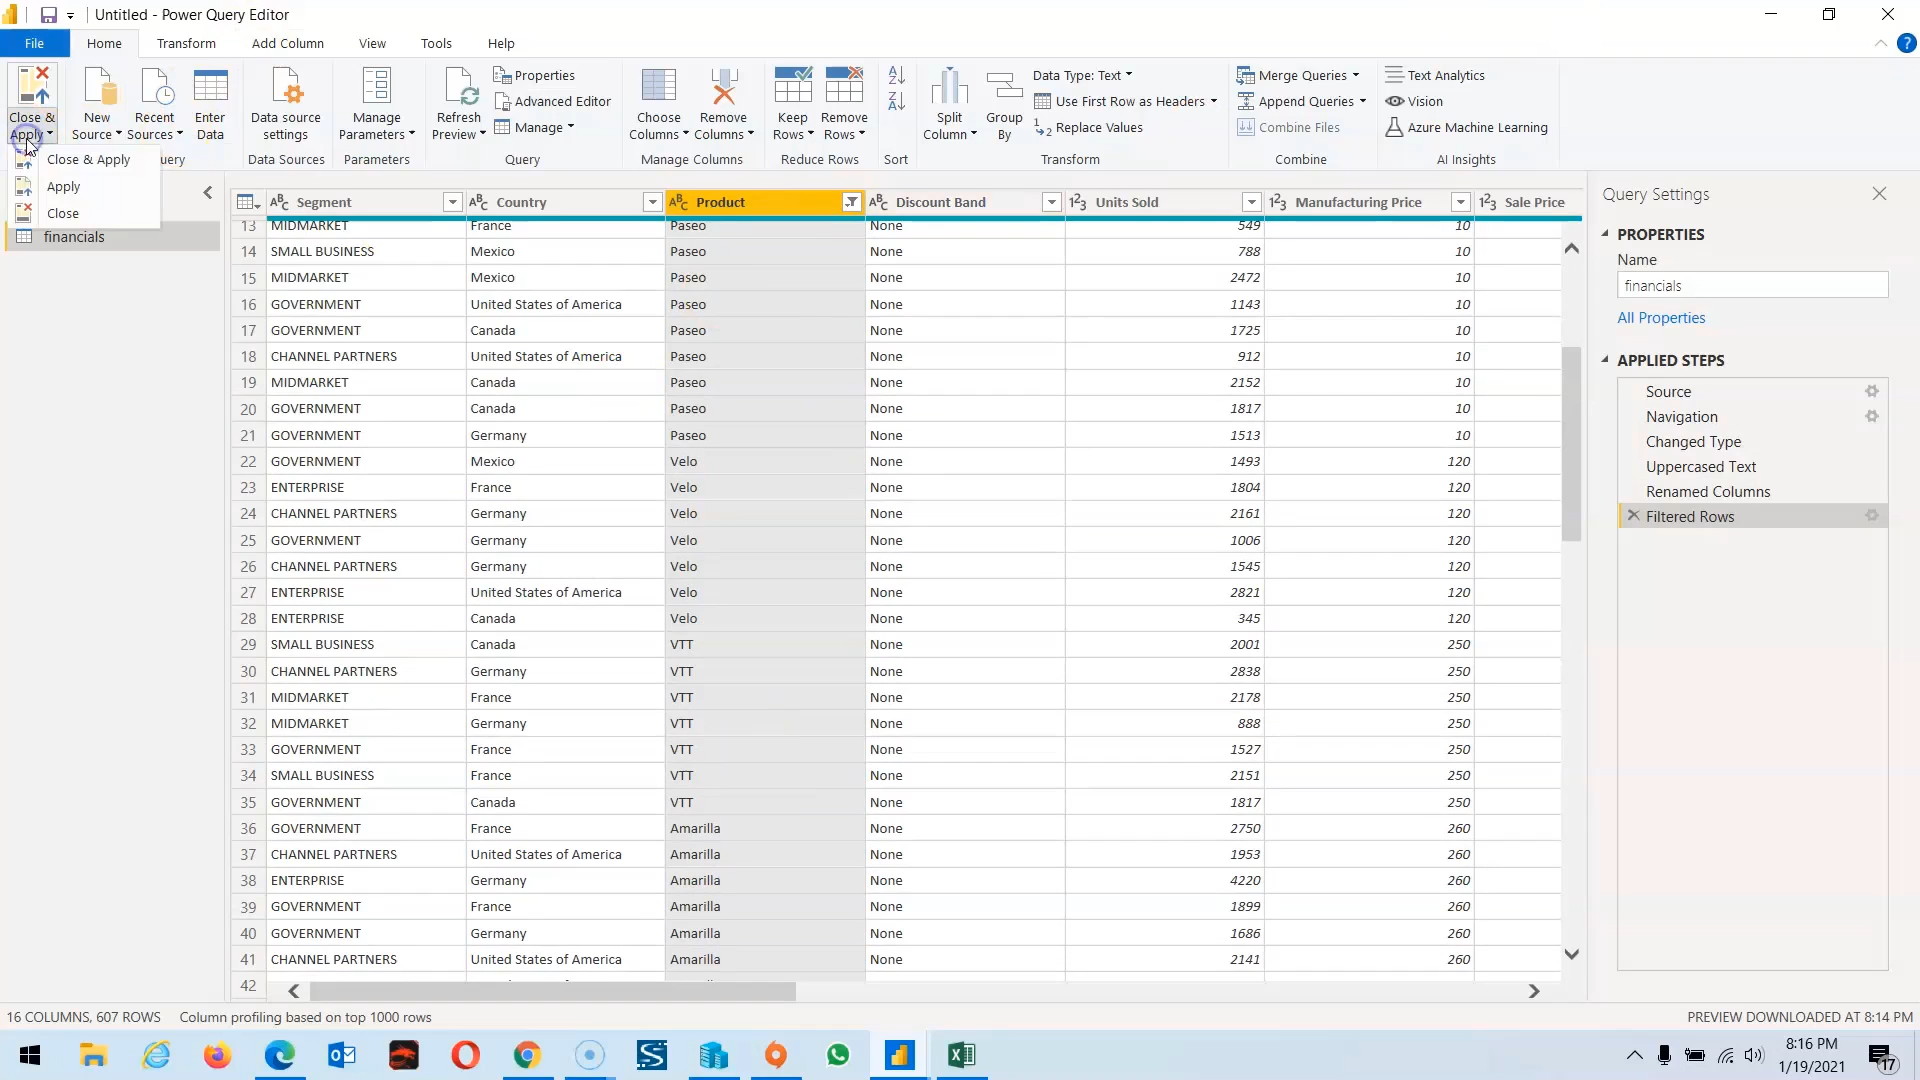 Untitled - Power Query Editor
File Home Transform Add Column View Tools Help
Close & Apply
New Source
Recent Sources
Enter Data
Data source settings
Data Sources
Manage Parameters
Parameters
Refresh Preview
Properties
Advanced Editor
Manage
Query
Choose Columns
Remove Columns
Manage Columns
Keep Rows
Remove Rows
Reduce Rows
Sort
Split Column
Group By
Data Type: Text
Use First Row as Headers
Replace Values
Transform
Merge Queries
Append Queries
Combine Files
Combine
Text Analytics
Vision
Azure Machine Learning
AI Insights
Close & Apply
Apply
Close
financials
Segment Country Product Discount Band Units Sold Manufacturing Price Sale Price
13 MIDMARKET France Paseo None 549 10
14 SMALL BUSINESS Mexico Paseo None 788 10
15 MIDMARKET Mexico Paseo None 2472 10
16 GOVERNMENT United States of America Paseo None 1143 10
17 GOVERNMENT Canada Paseo None 1725 10
18 CHANNEL PARTNERS United States of America Paseo None 912 10
19 MIDMARKET Canada Paseo None 2152 10
20 GOVERNMENT Canada Paseo None 1817 10
21 GOVERNMENT Germany Paseo None 1513 10
22 GOVERNMENT Mexico Velo None 1493 120
23 ENTERPRISE France Velo None 1804 120
24 CHANNEL PARTNERS Germany Velo None 2161 120
25 GOVERNMENT Germany Velo None 1006 120
26 CHANNEL PARTNERS Germany Velo None 1545 120
27 ENTERPRISE United States of America Velo None 2821 120
28 ENTERPRISE Canada Velo None 345 120
29 SMALL BUSINESS Canada VTT None 2001 250
30 CHANNEL PARTNERS Germany VTT None 2838 250
31 MIDMARKET France VTT None 2178 250
32 MIDMARKET Germany VTT None 888 250
33 GOVERNMENT France VTT None 1527 250
34 SMALL BUSINESS France VTT None 2151 250
35 GOVERNMENT Canada VTT None 1817 250
36 GOVERNMENT France Amarilla None 2750 260
37 CHANNEL PARTNERS United States of America Amarilla None 1953 260
38 ENTERPRISE Germany Amarilla None 4220 260
39 GOVERNMENT France Amarilla None 1899 260
40 GOVERNMENT Germany Amarilla None 1686 260
41 CHANNEL PARTNERS United States of America Amarilla None 2141 260
42
Query Settings
PROPERTIES
Name
financials
All Properties
APPLIED STEPS
Source
Navigation
Changed Type
Uppercased Text
Renamed Columns
Filtered Rows
16 COLUMNS, 607 ROWS Column profiling based on top 1000 rows
PREVIEW DOWNLOADED AT 8:14 PM
8:16 PM
1/19/2021
17